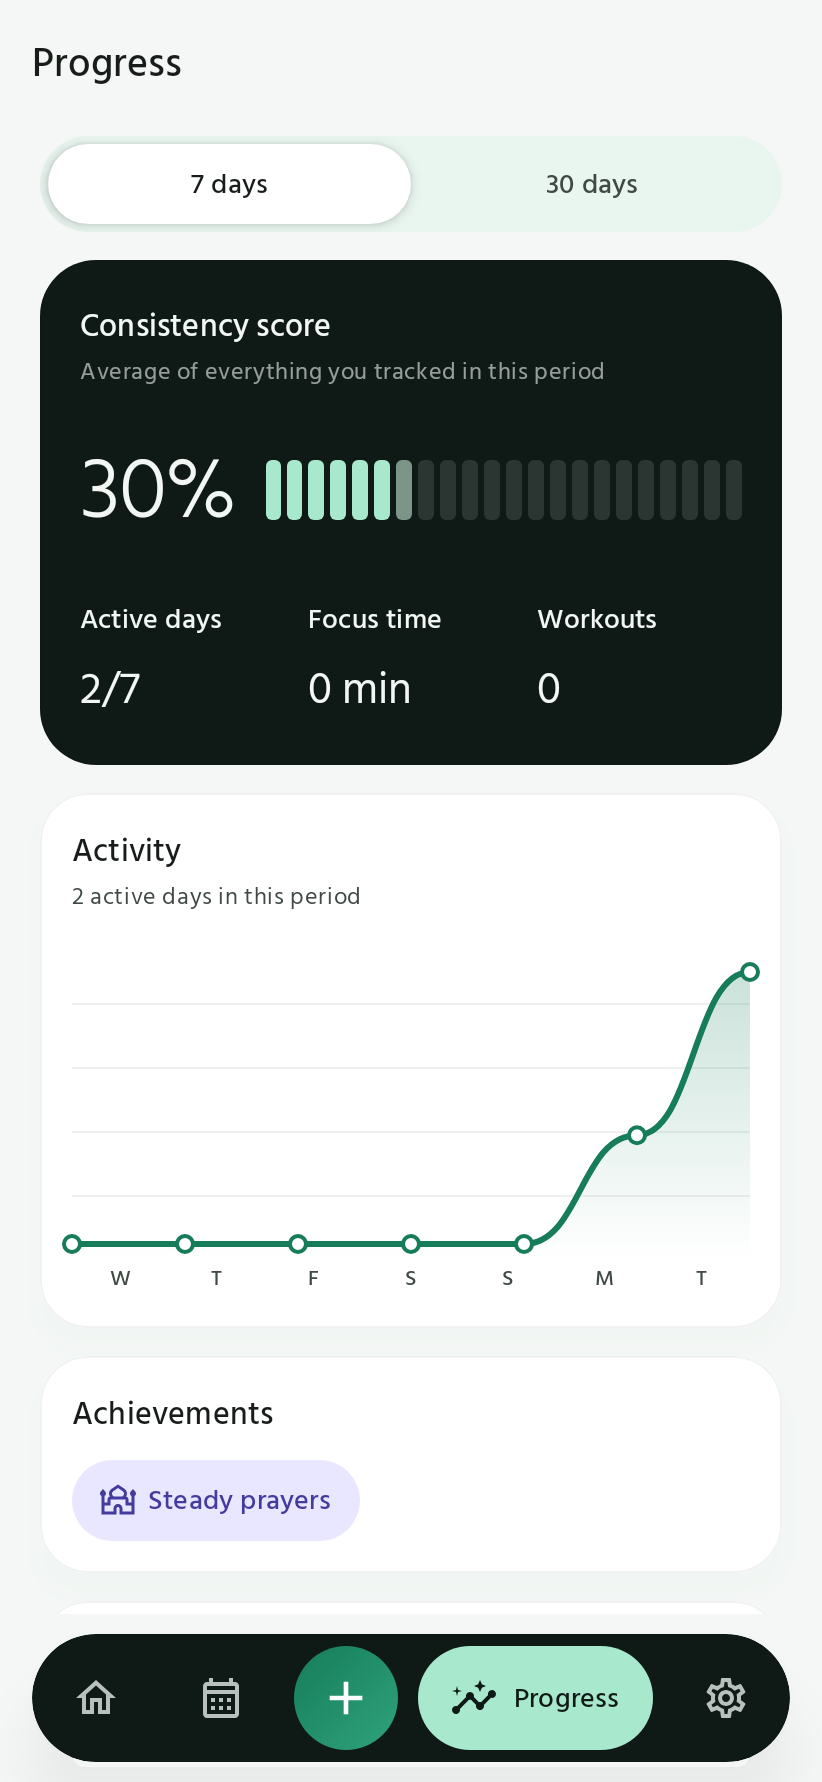 Progress
7 days
30 days
Consistency score
Average of everything you tracked in this period
30%
Active days
Focus time
Workouts
2/7
0 min
0
Activity
2 active days in this period
W T F S S M T
Achievements
Steady prayers
Progress